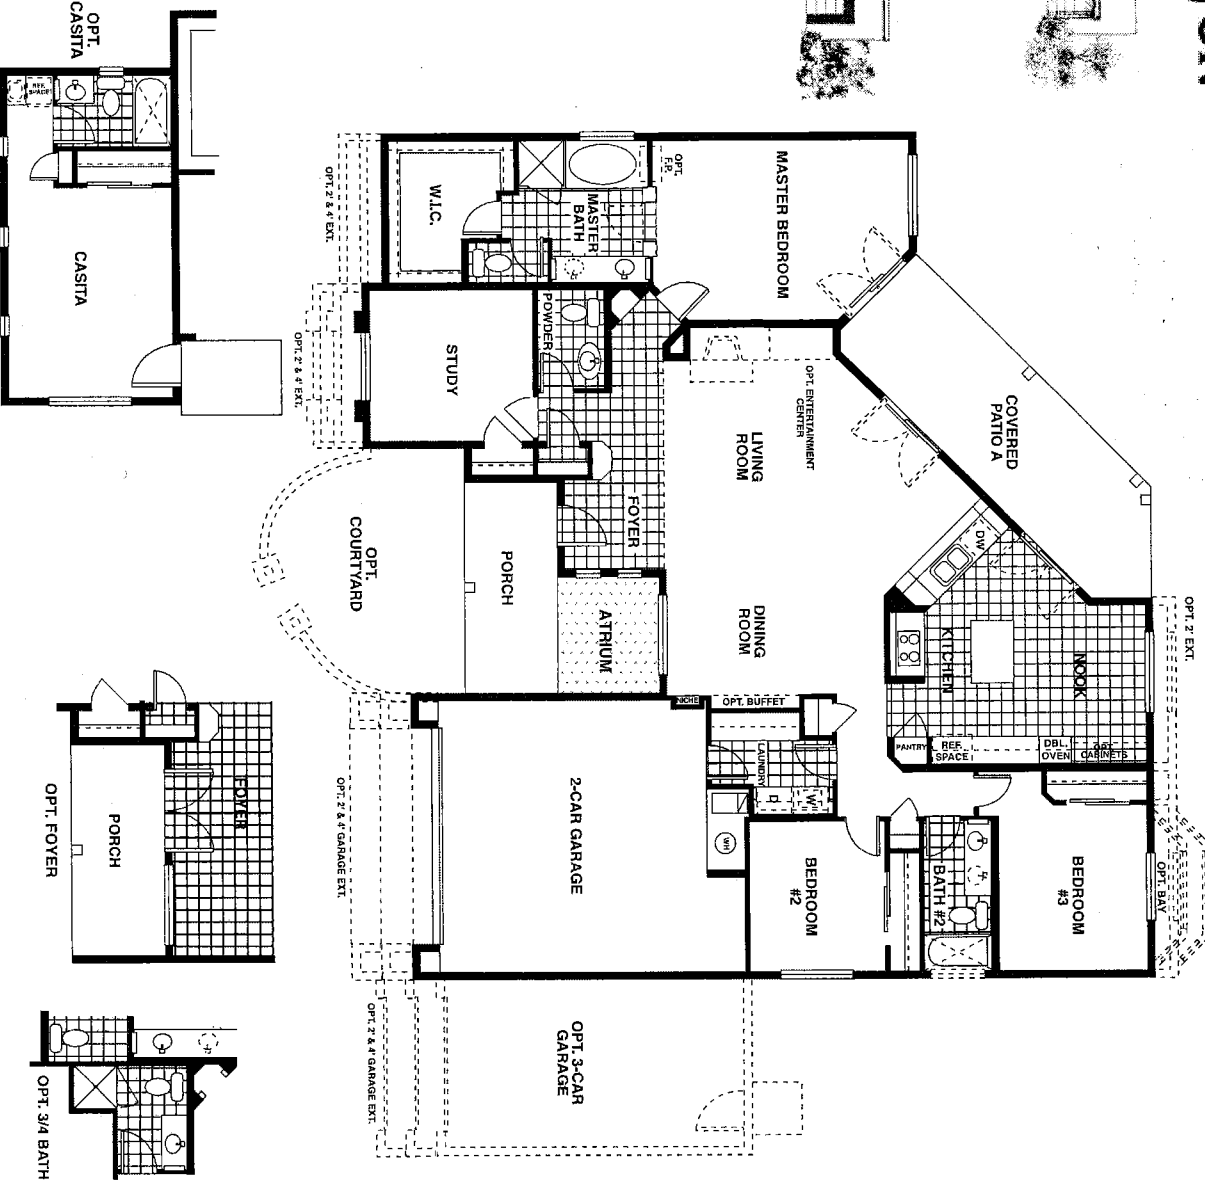 OPT.
CASITA
REF.
SPACE
CASITA
OPT. 2' & 4' EXT.
W.I.C.
MASTER
BATH
OPT.
F.P.
MASTER BEDROOM
OPT. 2' & 4' EXT.
STUDY
POWDER
OPT. ENTERTAINMENT
CENTER
LIVING
ROOM
COVERED
PATIO A
FOYER
OPT.
COURTYARD
PORCH
ATRIUM
DINING
ROOM
DW
KITCHEN
NOOK
OPT. 2' EXT.
NICHE
OPT. BUFFET
LAUNDRY
D
W
PANTRY
REF.
SPACE
DBL.
OVEN
OPT.
CABINETS
WH
OPT. 2' & 4' GARAGE EXT.
2-CAR GARAGE
BEDROOM
#2
BATH #2
BEDROOM
#3
OPT. BAY
OPT. 2' & 4' GARAGE EXT.
OPT. 3-CAR
GARAGE
FOYER
PORCH
OPT. FOYER
OPT. 3/4 BATH